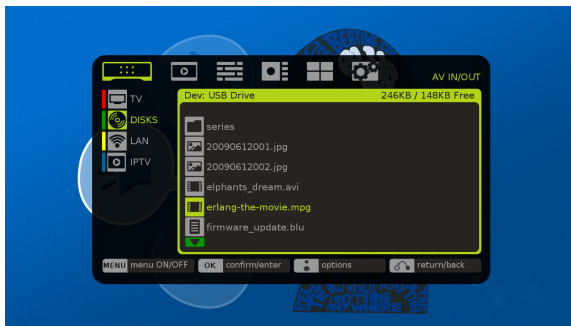 AV IN/OUT
TV
DISKS
LAN
IPTV
Dev: USB Drive 246KB / 148KB Free
series
20090612001.jpg
20090612002.jpg
elphants_dream.avi
erlang-the-movie.mpg
firmware_update.blu
MENU menu ON/OFF OK confirm/enter options return/back